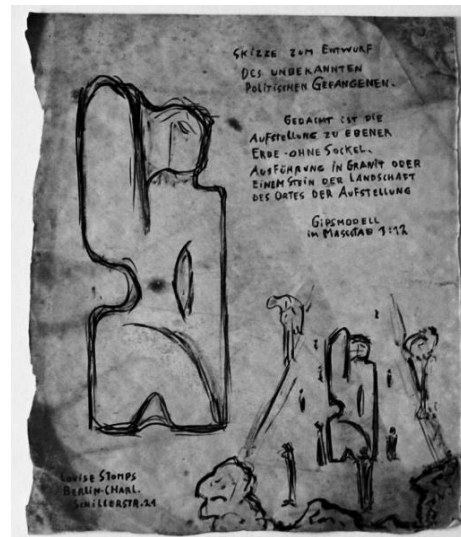 SKIZZE ZUM ENTWURF
DES UNBEKANNTEN
POLITISCHEN GEFANGENEN.
GEDACHT IST DIE
AUFSTELLUNG ZU EBENER
ERDE - OHNE SOCKEL.
AUSFÜHRUNG IN GRANIT ODER
EINEM STEIN DER LANDSCHAFT
DES ORTES DER AUFSTELLUNG
GIPSMODELL
im MASSSTAB 1:12
LOUISE STOMPS
BERLIN-CHARL.
SCHILLERSTR. 21